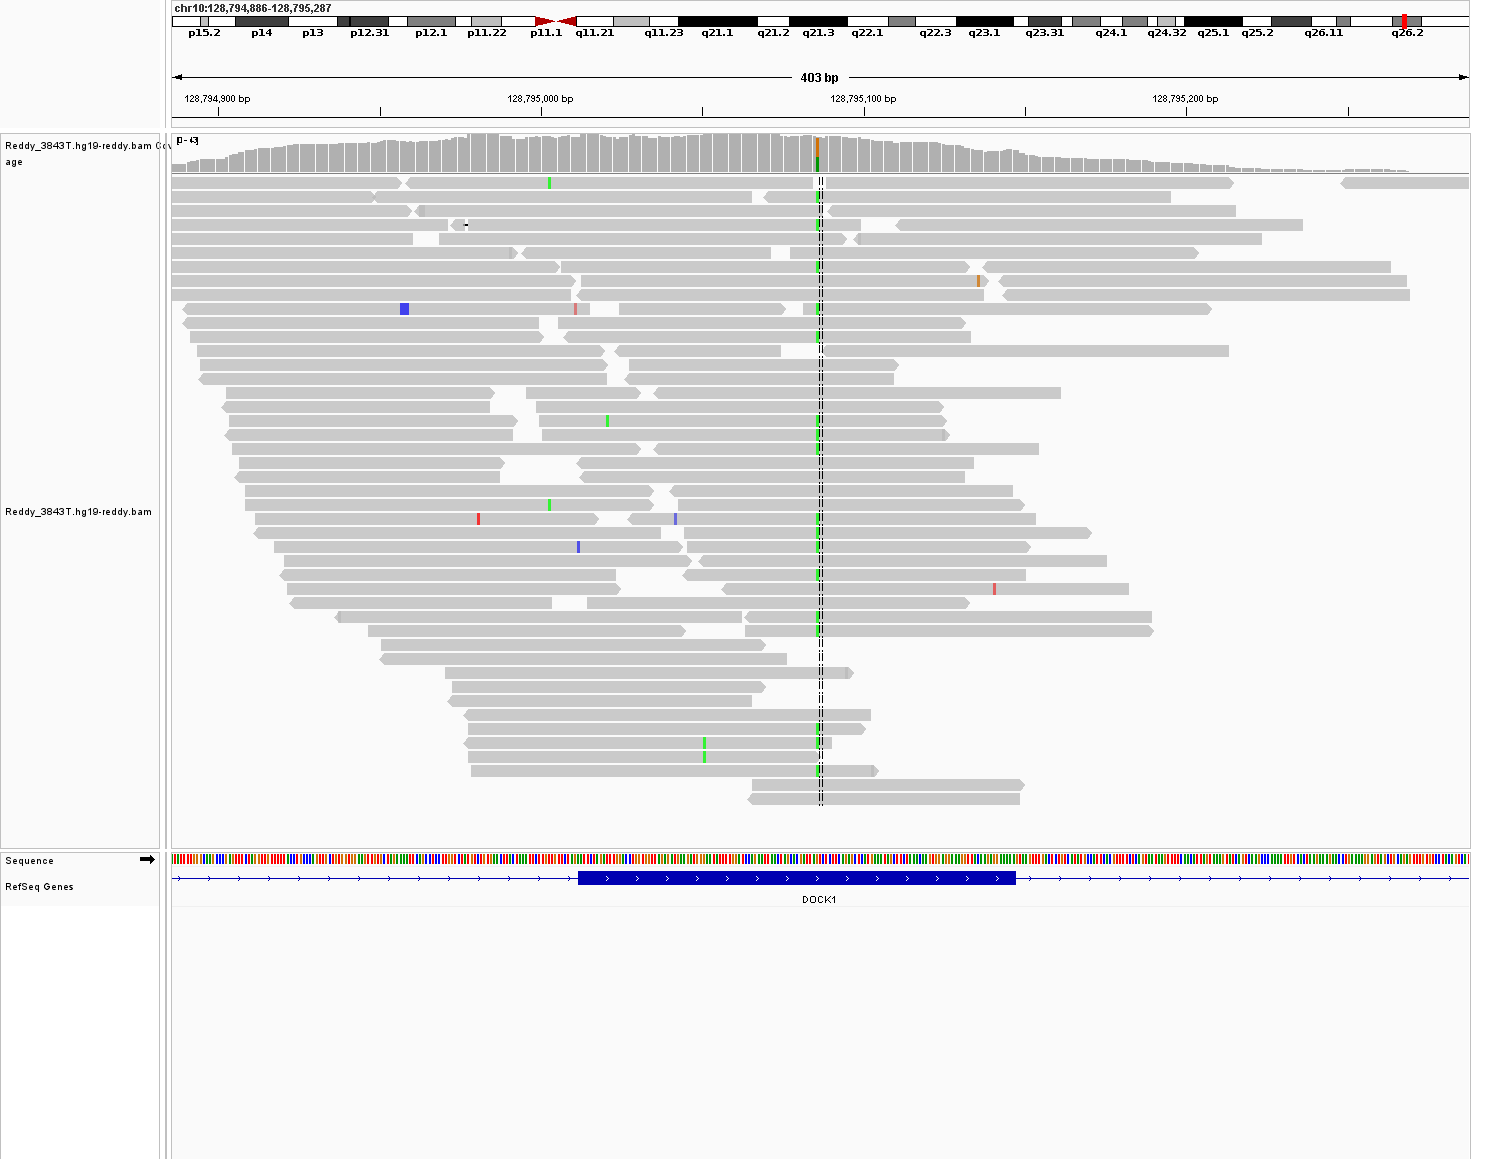 chr10:128,794,886-128,795,287
p15.2 p14 p13 p12.31 p12.1 p11.22 p11.1 q11.21 q11.23 q21.1 q21.2 q21.3 q22.1 q22.3 q23.1 q23.31 q24.1 q24.32 q25.1 q25.2 q26.11 q26.2
403 bp
128,794,900 bp 128,795,000 bp 128,795,100 bp 128,795,200 bp
[0 - 43]
Reddy_3843T.hg19-reddy.bam Cov
age
Reddy_3843T.hg19-reddy.bam
Sequence
RefSeq Genes
DOCK1